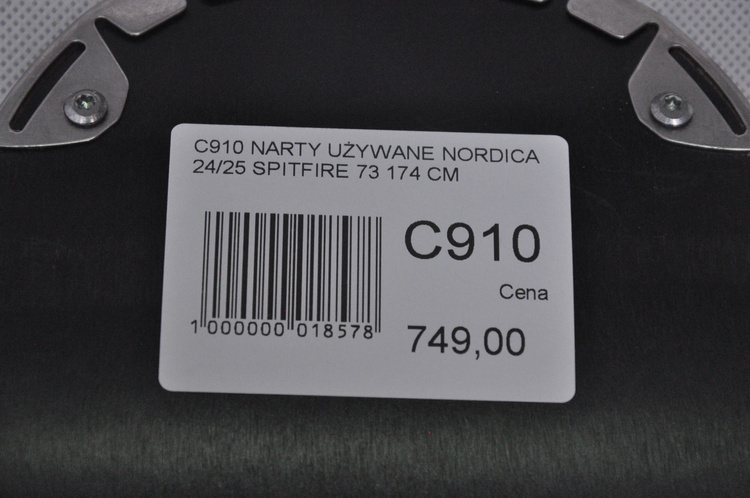 C910 NARTY UŻYWANE NORDICA
24/25 SPITFIRE 73 174 CM
C910
Cena
1 000000 018578
749,00